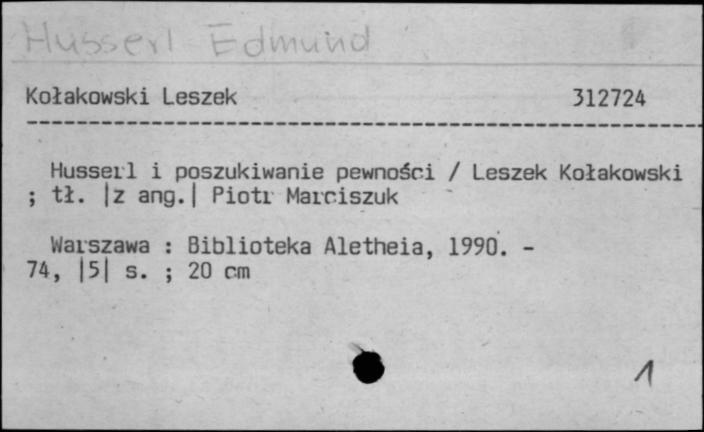 Husserl Edmund
Kołakowski Leszek 312724
Husserl i poszukiwanie pewności / Leszek Kołakowski
; tł. |z ang.| Piotr Marciszuk
Warszawa : Biblioteka Aletheia, 1990. -
74, |5| s. ; 20 cm
1